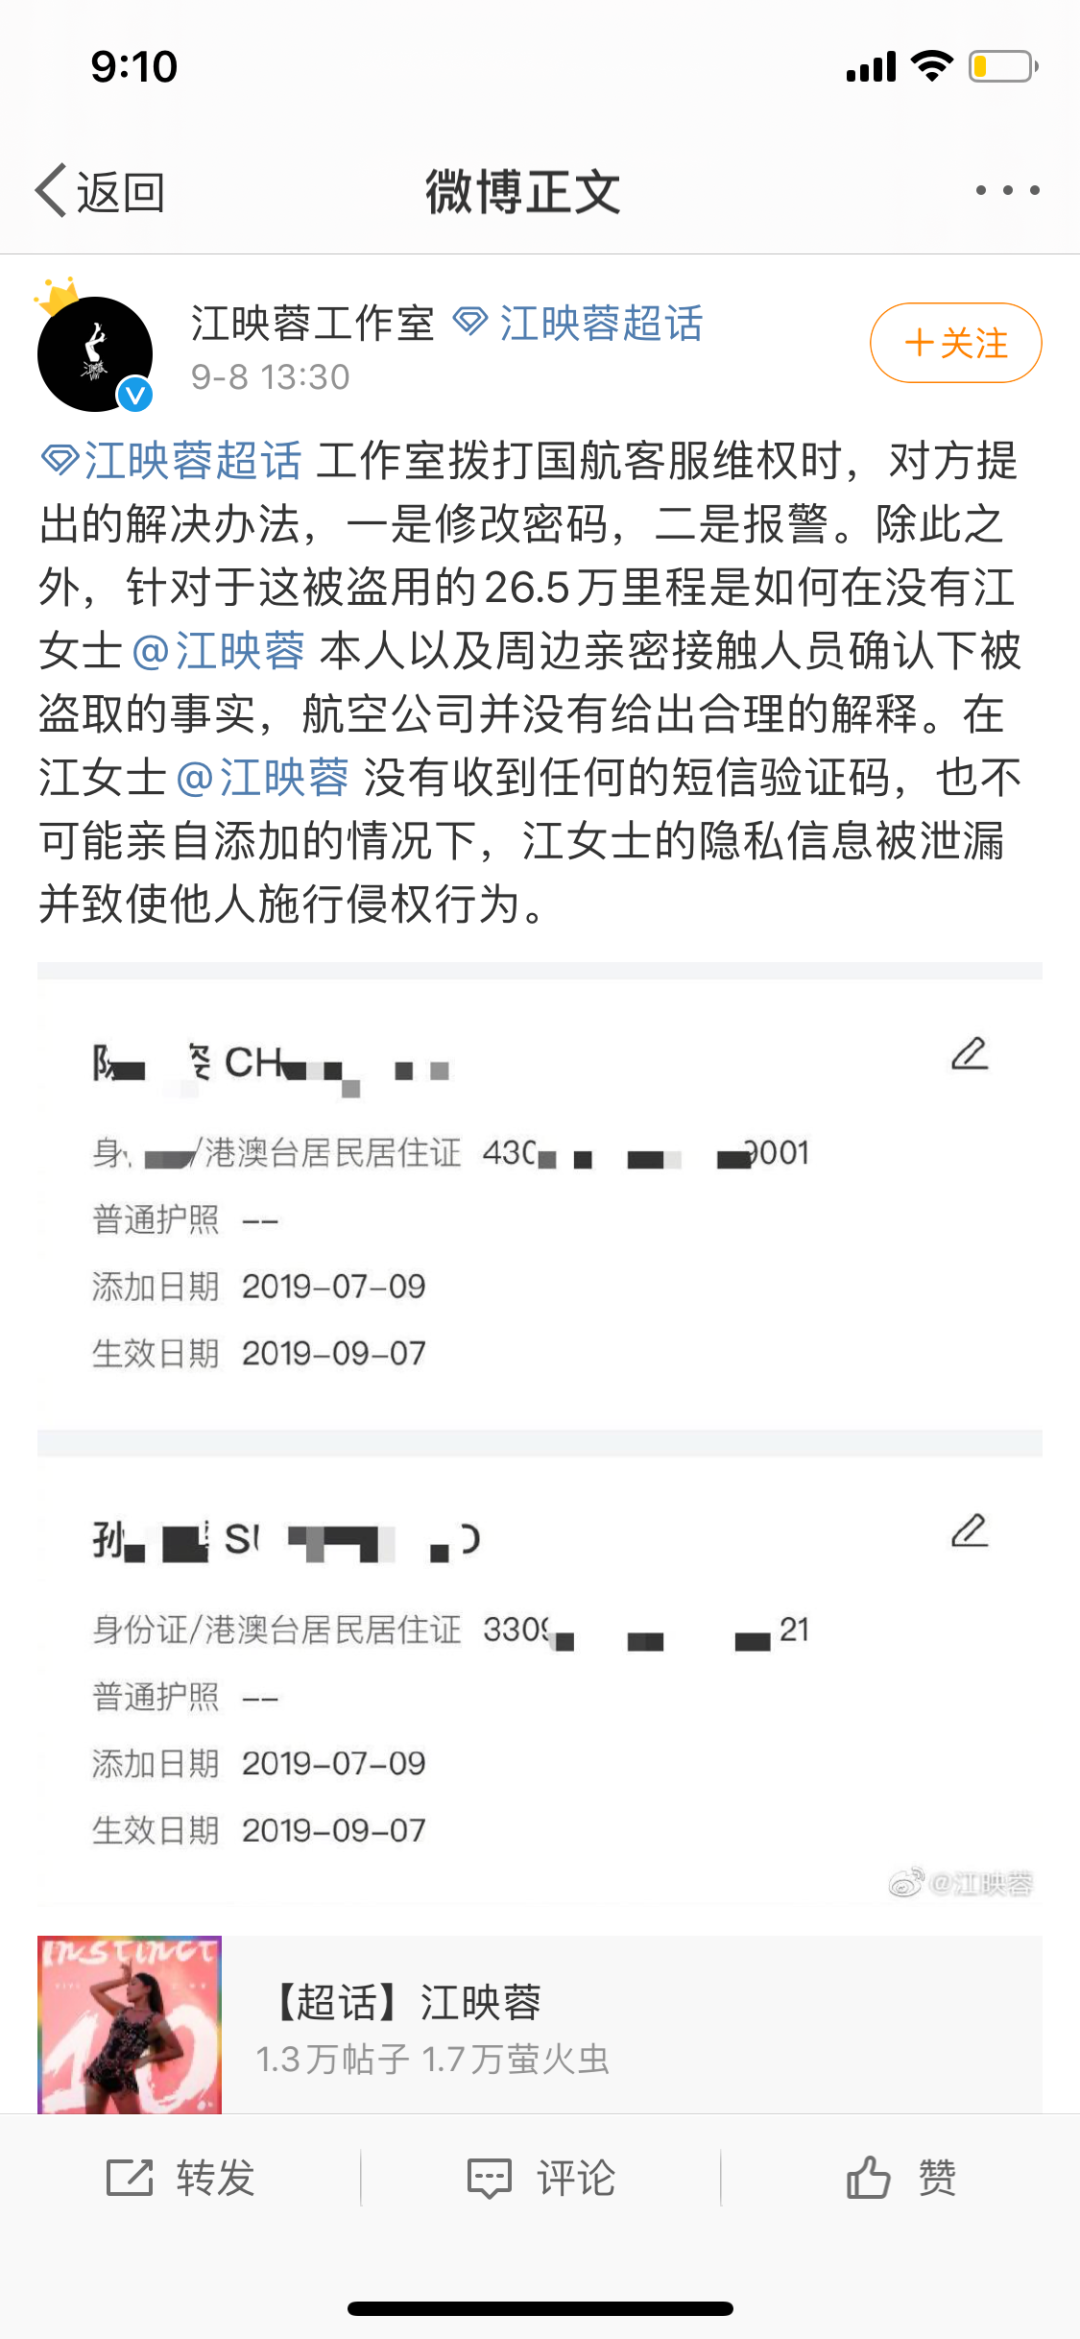 9:10
返回
微博正文
江映蓉工作室 江映蓉超话
9-8 13:30
+关注
江映蓉超话 工作室拨打国航客服维权时，对方提
出的解决办法，一是修改密码，二是报警。除此之
外，针对于这被盗用的26.5万里程是如何在没有江
女士@江映蓉 本人以及周边亲密接触人员确认下被
盗取的事实，航空公司并没有给出合理的解释。在
江女士@江映蓉 没有收到任何的短信验证码，也不
可能亲自添加的情况下，江女士的隐私信息被泄漏
并致使他人施行侵权行为。
CH
身 /港澳台居民居住证 430 9001
普通护照 --
添加日期 2019-07-09
生效日期 2019-09-07
孙 S
身份证/港澳台居民居住证 3309 21
普通护照 --
添加日期 2019-07-09
生效日期 2019-09-07
@江映蓉
Instinct
10
【超话】江映蓉
1.3万帖子 1.7万萤火虫
转发
评论
赞